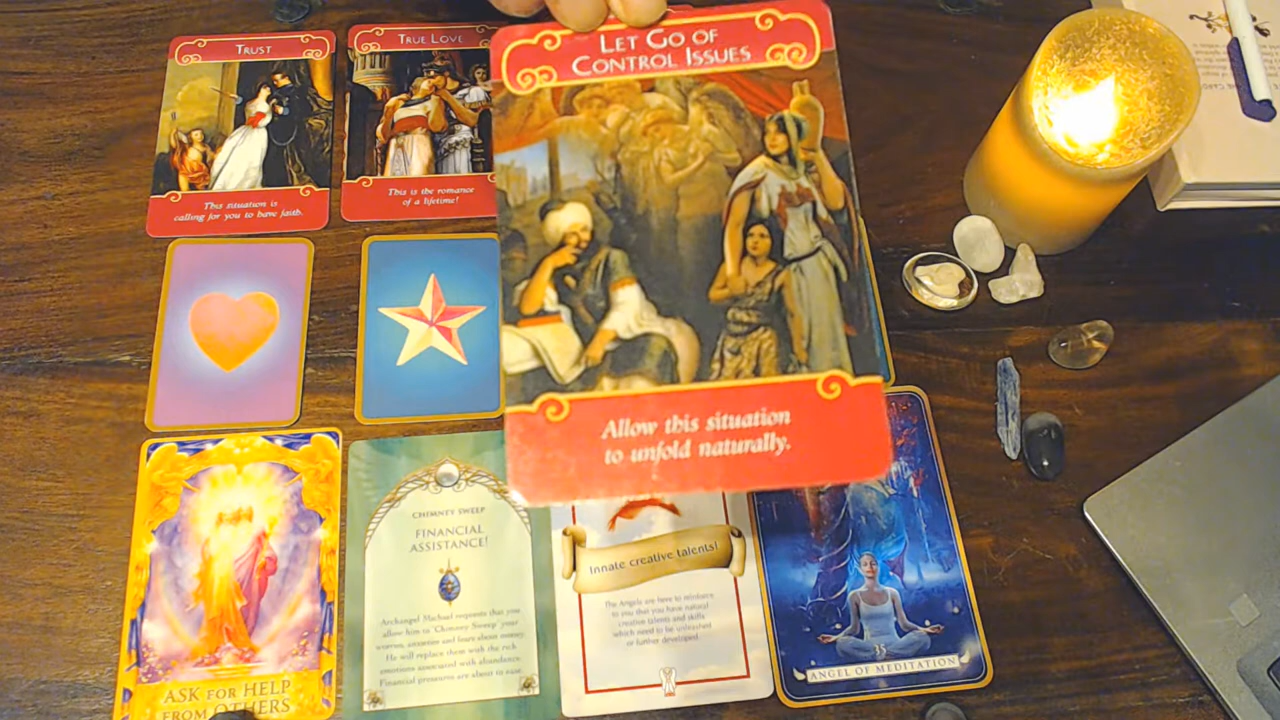 TRUST
This situation is
calling for you to have faith.
TRUE LOVE
This is the romance
of a lifetime!
LET GO OF
CONTROL ISSUES
Allow this situation
to unfold naturally.
ASK FOR HELP
FROM OTHERS
CHIMNEY SWEEP
FINANCIAL
ASSISTANCE!
Archangel Michael requests that you
allow him to 'Chimney Sweep' your
worries, anxieties and fears about money.
He will replace them with the rich
emotions associated with abundance.
Financial pressures are about to ease.
Innate creative talents!
The Angels are here to reinforce
to you that you have natural
creative talents and skills
which need to be unleashed
or further developed.
35
ANGEL OF MEDITATION